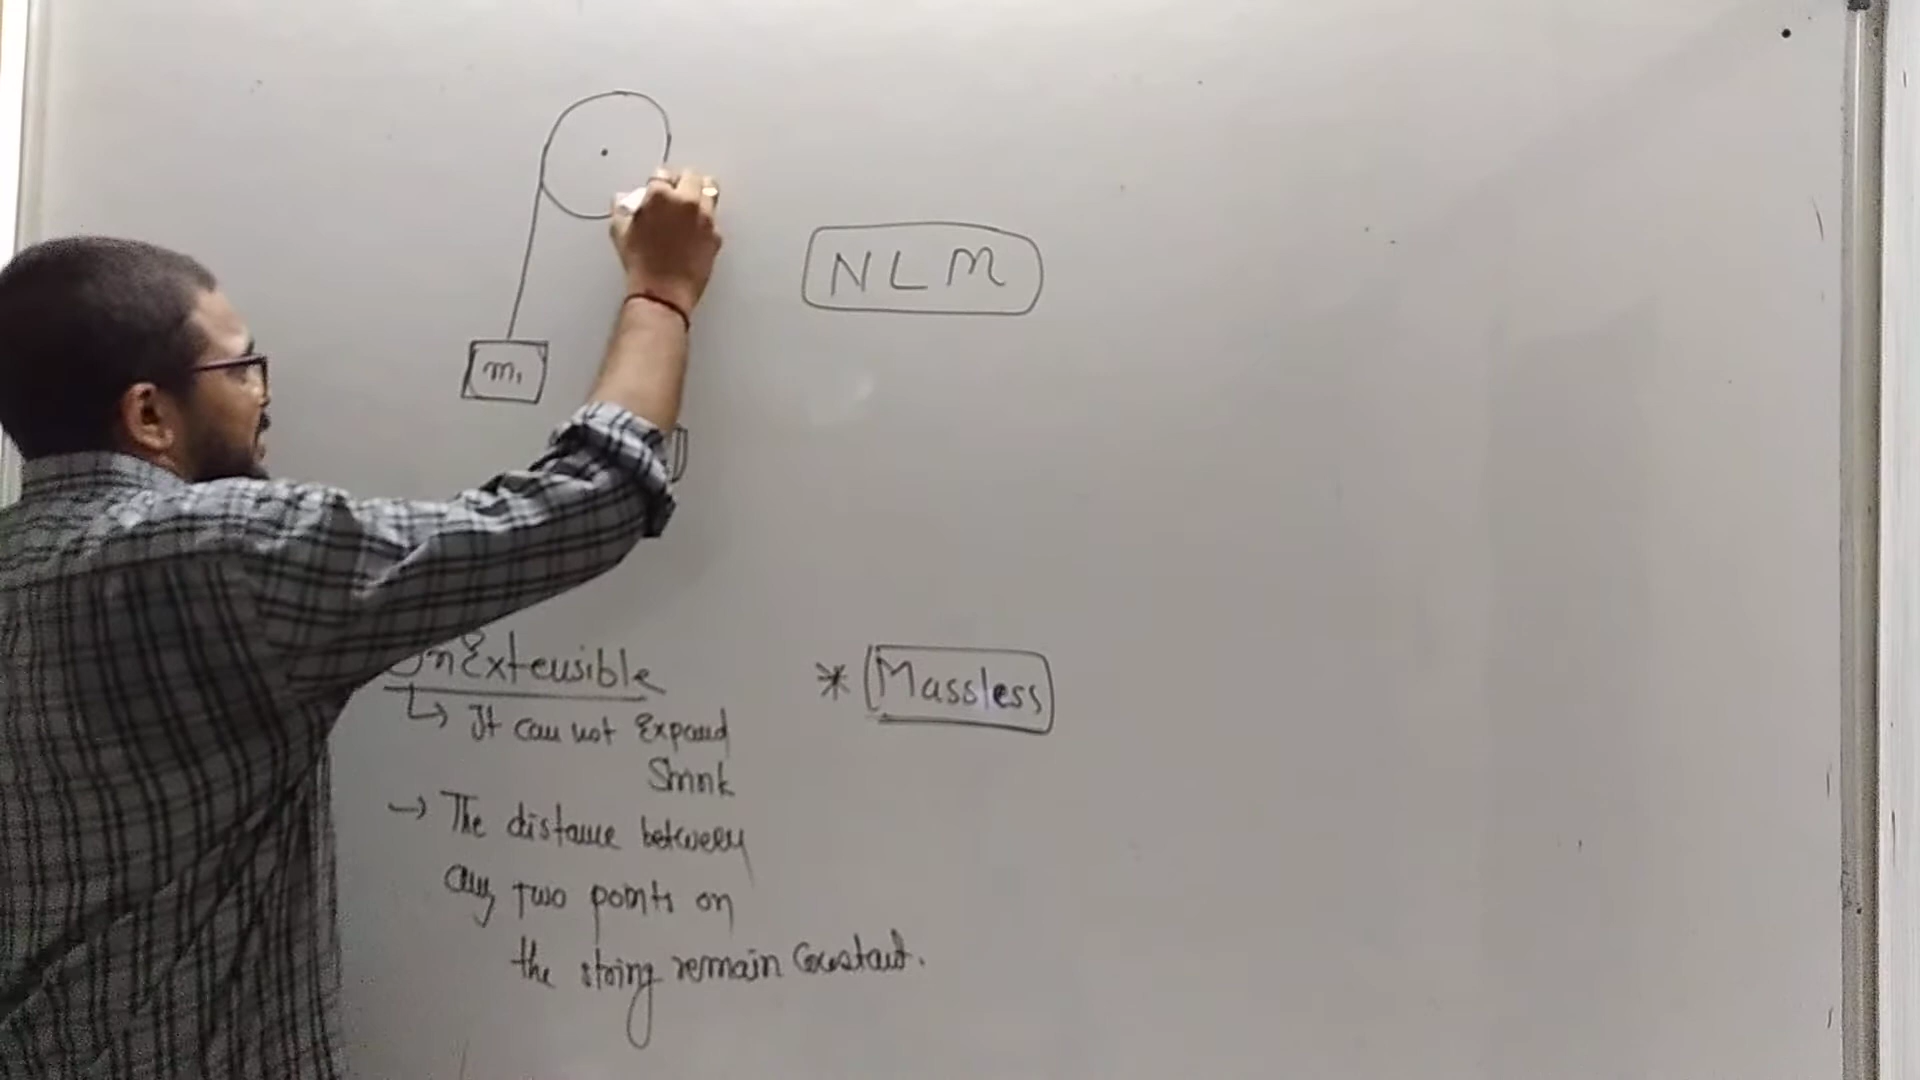 NLM
m₁
InExtensible
* Massless
↳ It can not Expand
Shrink
→ The distance between
any Two points on
the string remain Constant.